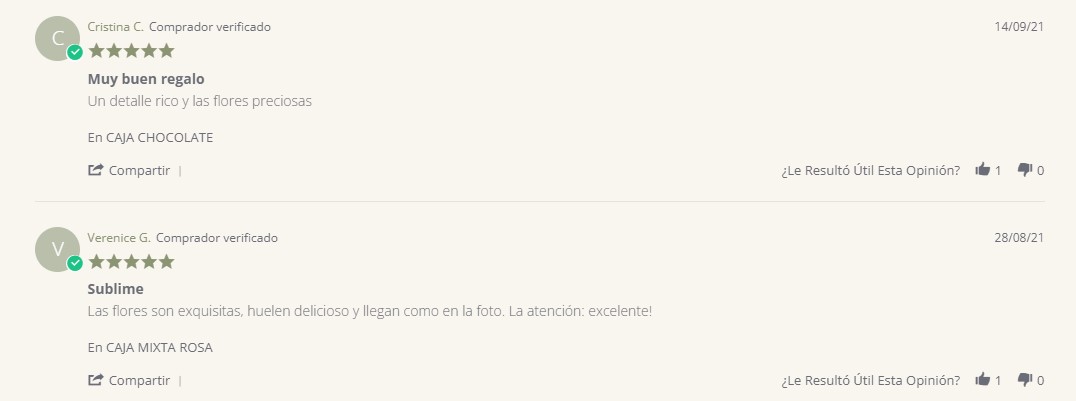 C
Cristina C. Comprador verificado
14/09/21
Muy buen regalo
Un detalle rico y las flores preciosas
En CAJA CHOCOLATE
Compartir |
¿Le Resultó Útil Esta Opinión? 1 0
V
Verenice G. Comprador verificado
28/08/21
Sublime
Las flores son exquisitas, huelen delicioso y llegan como en la foto. La atención: excelente!
En CAJA MIXTA ROSA
Compartir |
¿Le Resultó Útil Esta Opinión? 1 0